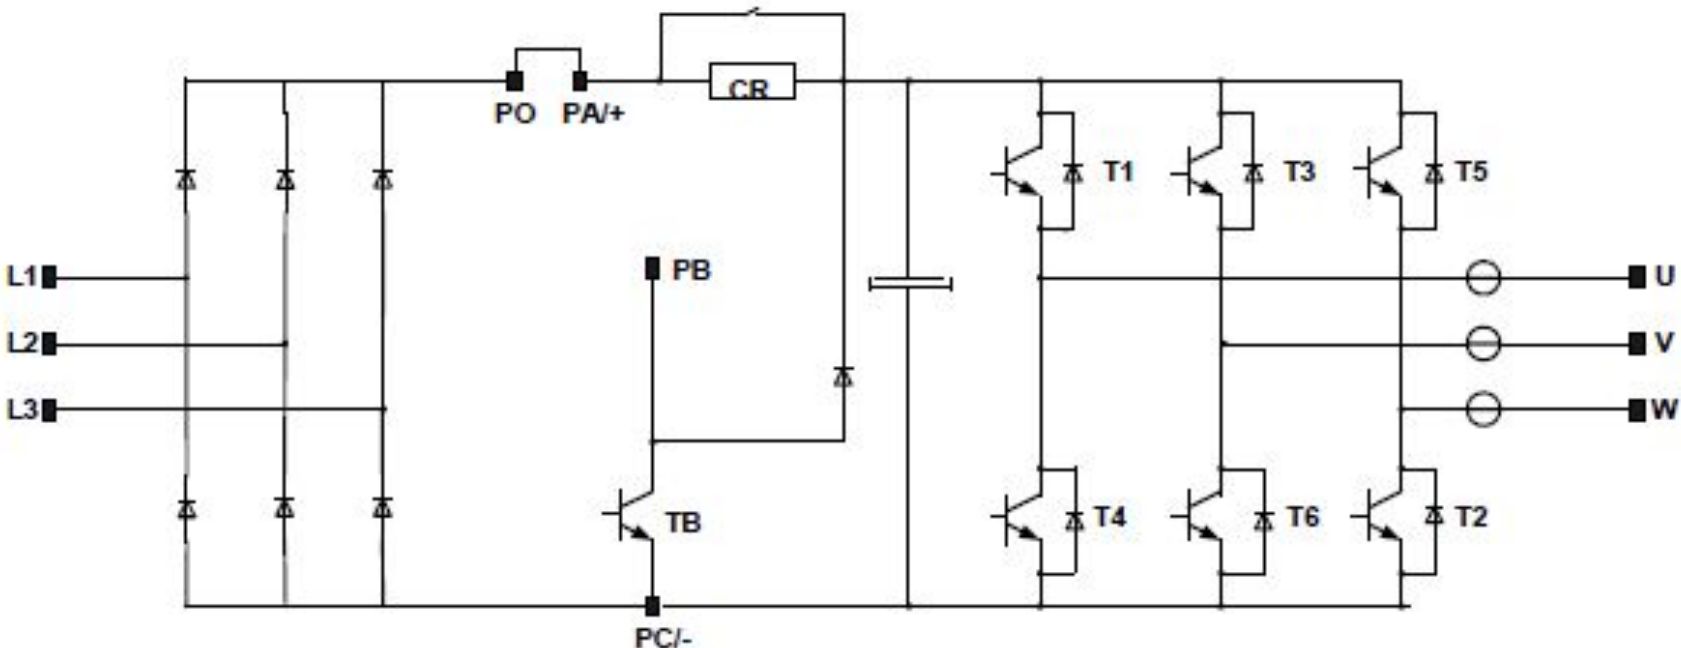 CR
PO PA/+
T1 T3 T5
L1 PB U
L2 V
L3 W
TB T4 T6 T2
PC/-